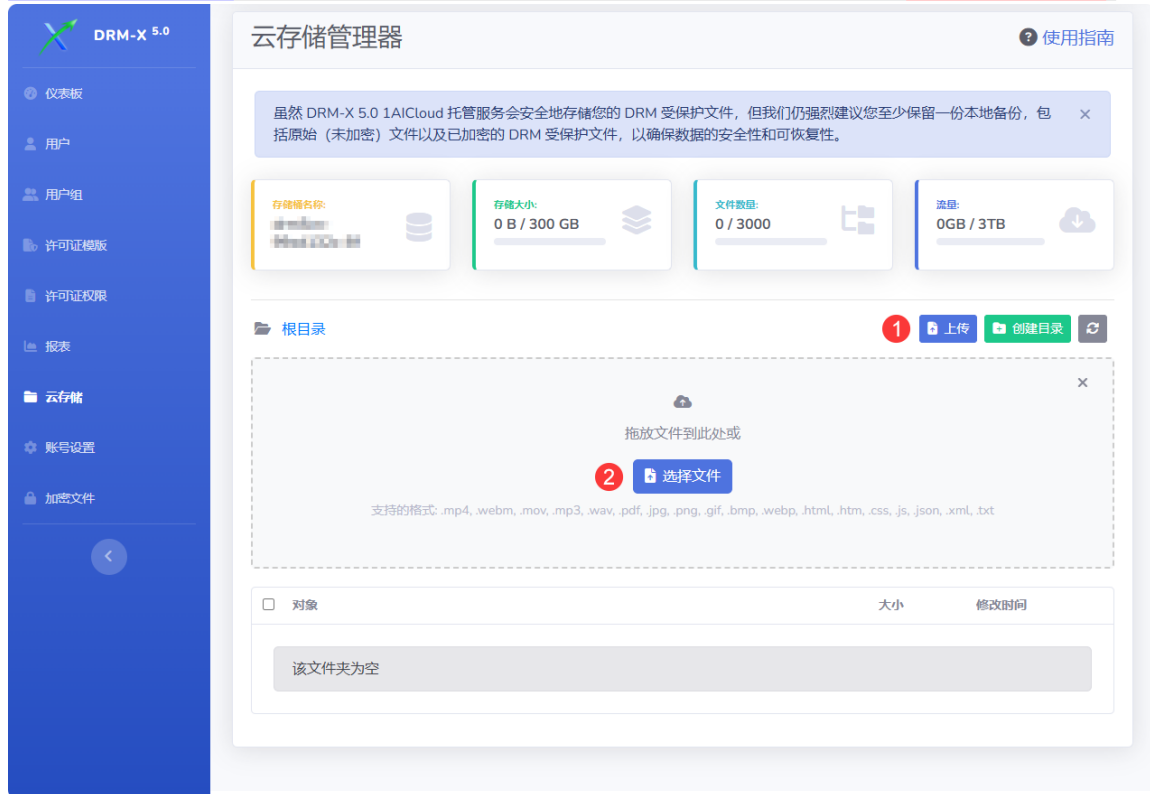 DRM-X 5.0
仪表板
用户
用户组
许可证模版
许可证权限
报表
云存储
账号设置
加密文件
云存储管理器
? 使用指南
虽然 DRM-X 5.0 1AICloud 托管服务会安全地存储您的 DRM 受保护文件，但我们仍强烈建议您至少保留一份本地备份，包
括原始（未加密）文件以及已加密的 DRM 受保护文件，以确保数据的安全性和可恢复性。
存储桶名称:
存储大小:
0 B / 300 GB
文件数量:
0 / 3000
流量:
0GB / 3TB
根目录
1 上传 创建目录
拖放文件到此处或
2 选择文件
支持的格式: .mp4, .webm, .mov, .mp3, .wav, .pdf, .jpg, .png, .gif, .bmp, .webp, .html, .htm, .css, .js, .json, .xml, .txt
对象 大小 修改时间
该文件夹为空